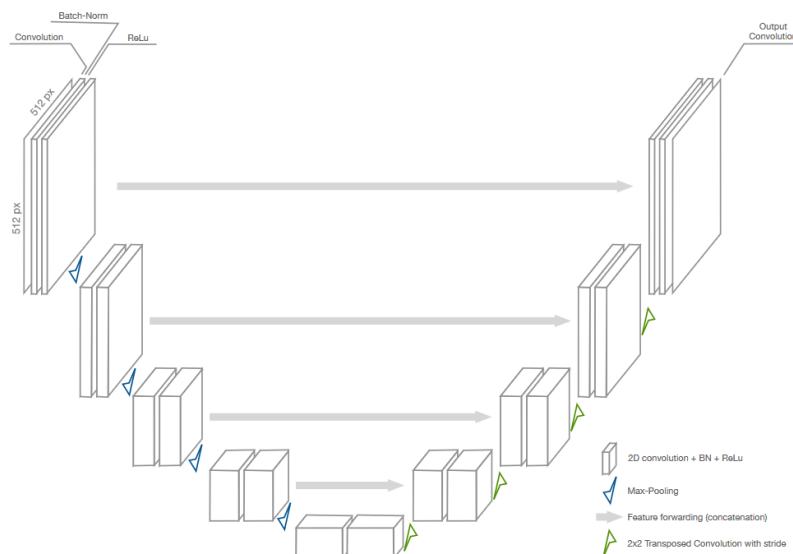 Batch-Norm
Convolution
ReLu
Output
Convolution
512 px
512 px
2D convolution + BN + ReLu
Max-Pooling
Feature forwarding (concatenation)
2x2 Transposed Convolution with stride